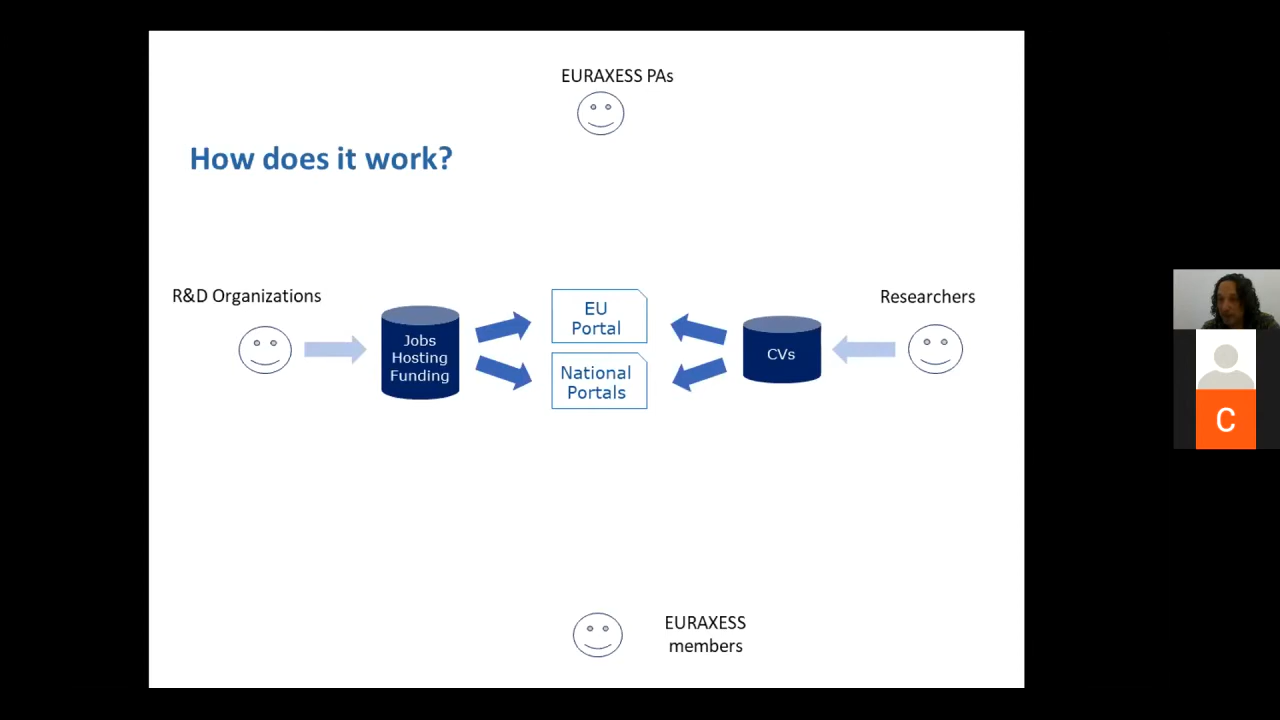 EURAXESS PAs
How does it work?
R&D Organizations
Jobs
Hosting
Funding
EU
Portal
National
Portals
CVs
Researchers
C
EURAXESS
members